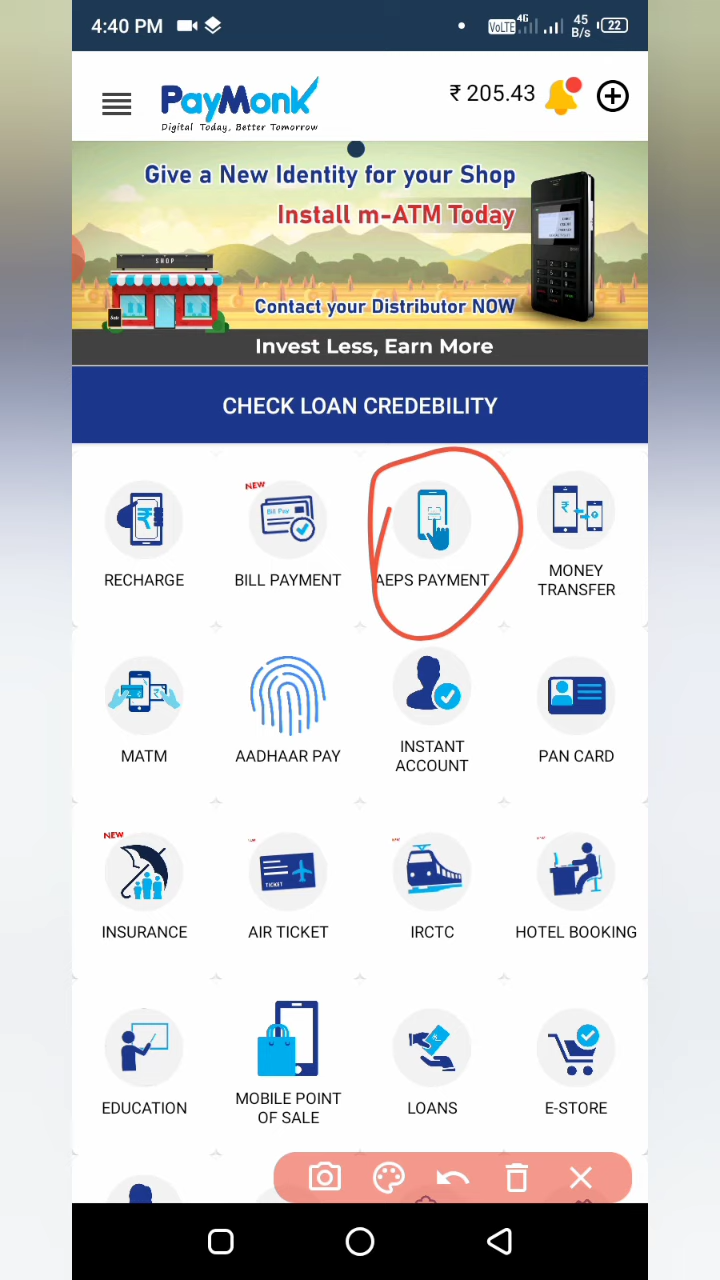 4:40 PM
VoLTE 4G 45 B/s 22
PayMonk
Digital Today, Better Tomorrow
₹ 205.43
Give a New Identity for your Shop
Install m-ATM Today
SHOP
Sale
Contact your Distributor NOW
Invest Less, Earn More
CHECK LOAN CREDEBILITY
NEW
Bill Pay
RECHARGE
BILL PAYMENT
AEPS PAYMENT
MONEY
TRANSFER
MATM
AADHAAR PAY
INSTANT
ACCOUNT
PAN CARD
NEW
TICKET
INSURANCE
AIR TICKET
IRCTC
HOTEL BOOKING
EDUCATION
MOBILE POINT
OF SALE
LOANS
E-STORE